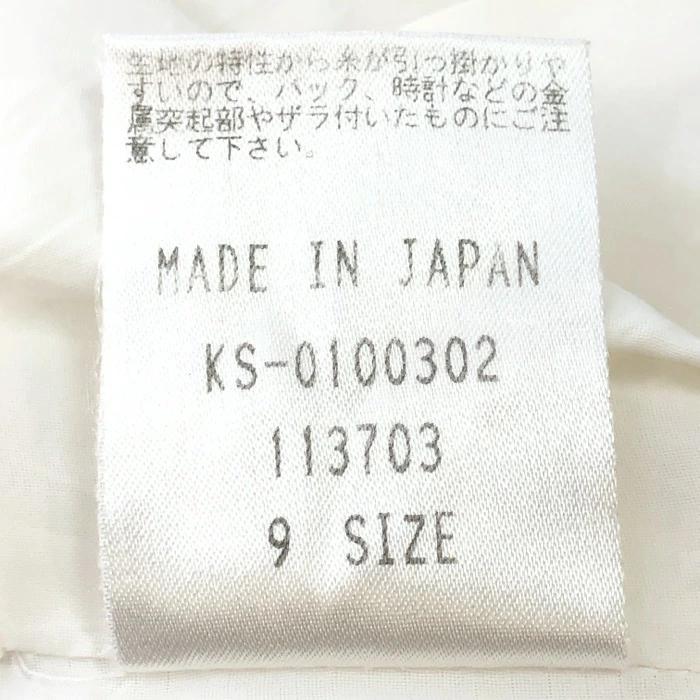 生地の特性から糸が引っ掛かりや
すいので、バック、時計などの金
属突起部やザラ付いたものにご注
意して下さい。
MADE IN JAPAN
KS-0100302
113703
9 SIZE